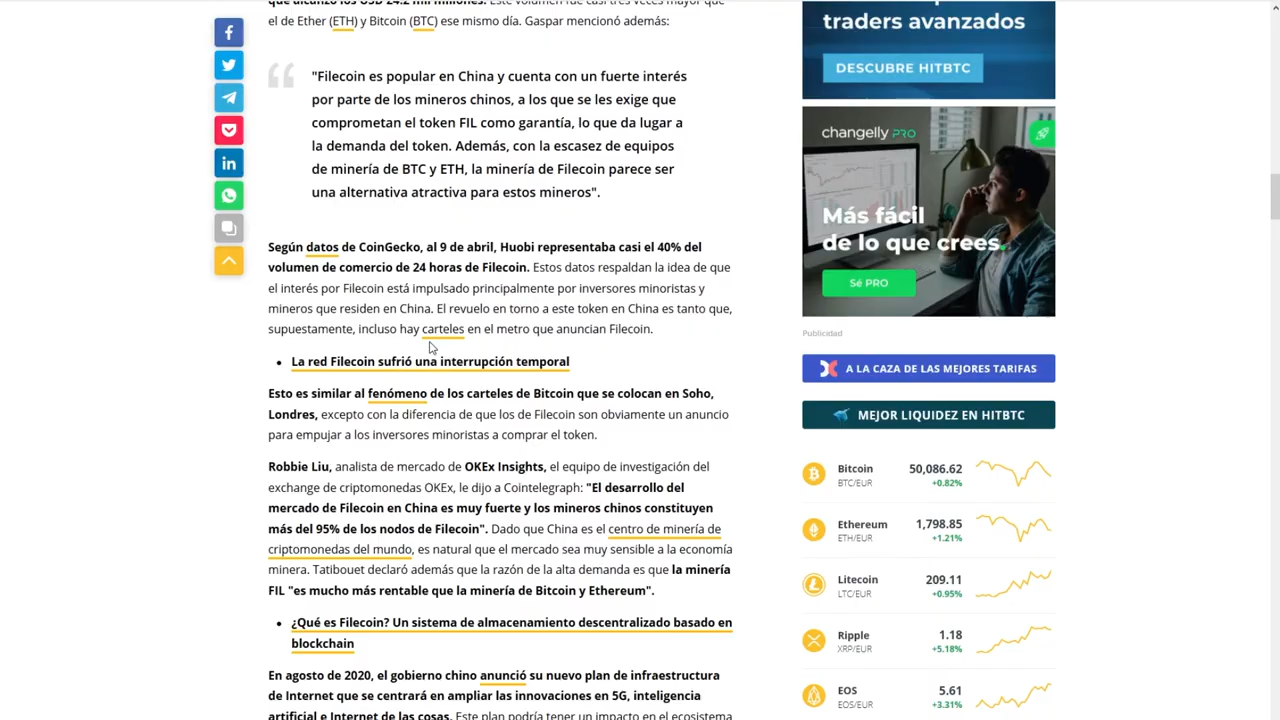 que alcanzó los USD 24.2 mil millones. Este volumen fue casi tres veces mayor que
el de Ether (ETH) y Bitcoin (BTC) ese mismo día. Gaspar mencionó además:
"Filecoin es popular en China y cuenta con un fuerte interés
por parte de los mineros chinos, a los que se les exige que
comprometan el token FIL como garantía, lo que da lugar a
la demanda del token. Además, con la escasez de equipos
de minería de BTC y ETH, la minería de Filecoin parece ser
una alternativa atractiva para estos mineros".
Según datos de CoinGecko, al 9 de abril, Huobi representaba casi el 40% del
volumen de comercio de 24 horas de Filecoin. Estos datos respaldan la idea de que
el interés por Filecoin está impulsado principalmente por inversores minoristas y
mineros que residen en China. El revuelo en torno a este token en China es tanto que,
supuestamente, incluso hay carteles en el metro que anuncian Filecoin.
• La red Filecoin sufrió una interrupción temporal
Esto es similar al fenómeno de los carteles de Bitcoin que se colocan en Soho,
Londres, excepto con la diferencia de que los de Filecoin son obviamente un anuncio
para empujar a los inversores minoristas a comprar el token.
Robbie Liu, analista de mercado de OKEx Insights, el equipo de investigación del
exchange de criptomonedas OKEx, le dijo a Cointelegraph: "El desarrollo del
mercado de Filecoin en China es muy fuerte y los mineros chinos constituyen
más del 95% de los nodos de Filecoin". Dado que China es el centro de minería de
criptomonedas del mundo, es natural que el mercado sea muy sensible a la economía
minera. Tatibouet declaró además que la razón de la alta demanda es que la minería
FIL "es mucho más rentable que la minería de Bitcoin y Ethereum".
• ¿Qué es Filecoin? Un sistema de almacenamiento descentralizado basado en
blockchain
En agosto de 2020, el gobierno chino anunció su nuevo plan de infraestructura
de Internet que se centrará en ampliar las innovaciones en 5G, inteligencia
artificial e Internet de las cosas. Este plan podría tener un impacto en el ecosistema
traders avanzados
DESCUBRE HITBTC
changelly PRO
Más fácil
de lo que crees.
Sé PRO
Publicidad
A LA CAZA DE LAS MEJORES TARIFAS
MEJOR LIQUIDEZ EN HITBTC
Bitcoin 50,086.62
BTC/EUR +0.82%
Ethereum 1,798.85
ETH/EUR +1.21%
Litecoin 209.11
LTC/EUR +0.95%
Ripple 1.18
XRP/EUR +5.18%
EOS 5.61
EOS/EUR +3.31%